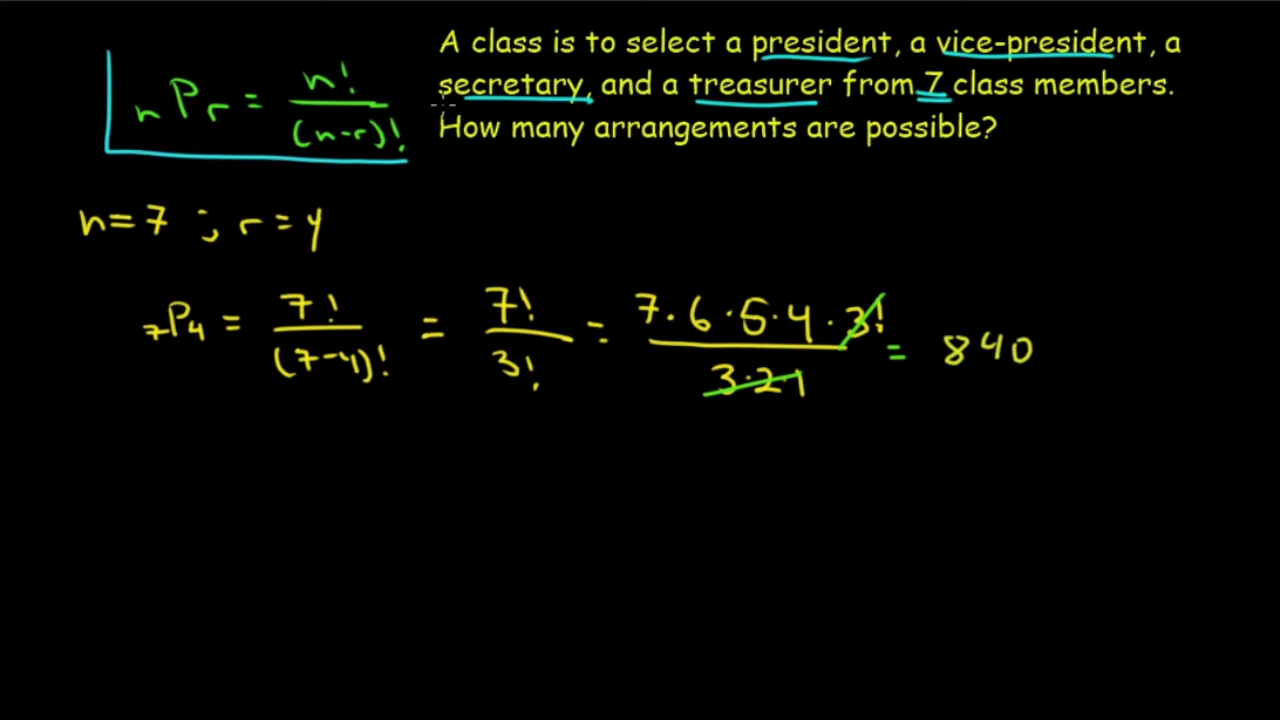 A class is to select a president, a vice-president, a
secretary, and a treasurer from 7 class members.
How many arrangements are possible?
nPr = n! / (n-r)!
n=7 ; r=4
7P4 = 7! / (7-4)! = 7! / 3! = 7·6·5·4·3! / 3·2·1 = 840